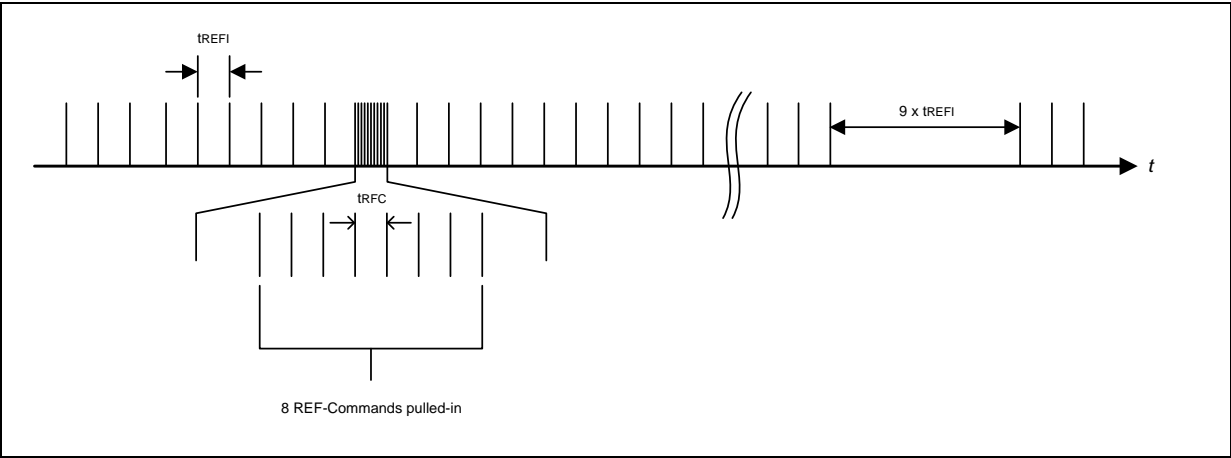 tREFI
9 x tREFI
t
tRFC
8 REF-Commands pulled-in